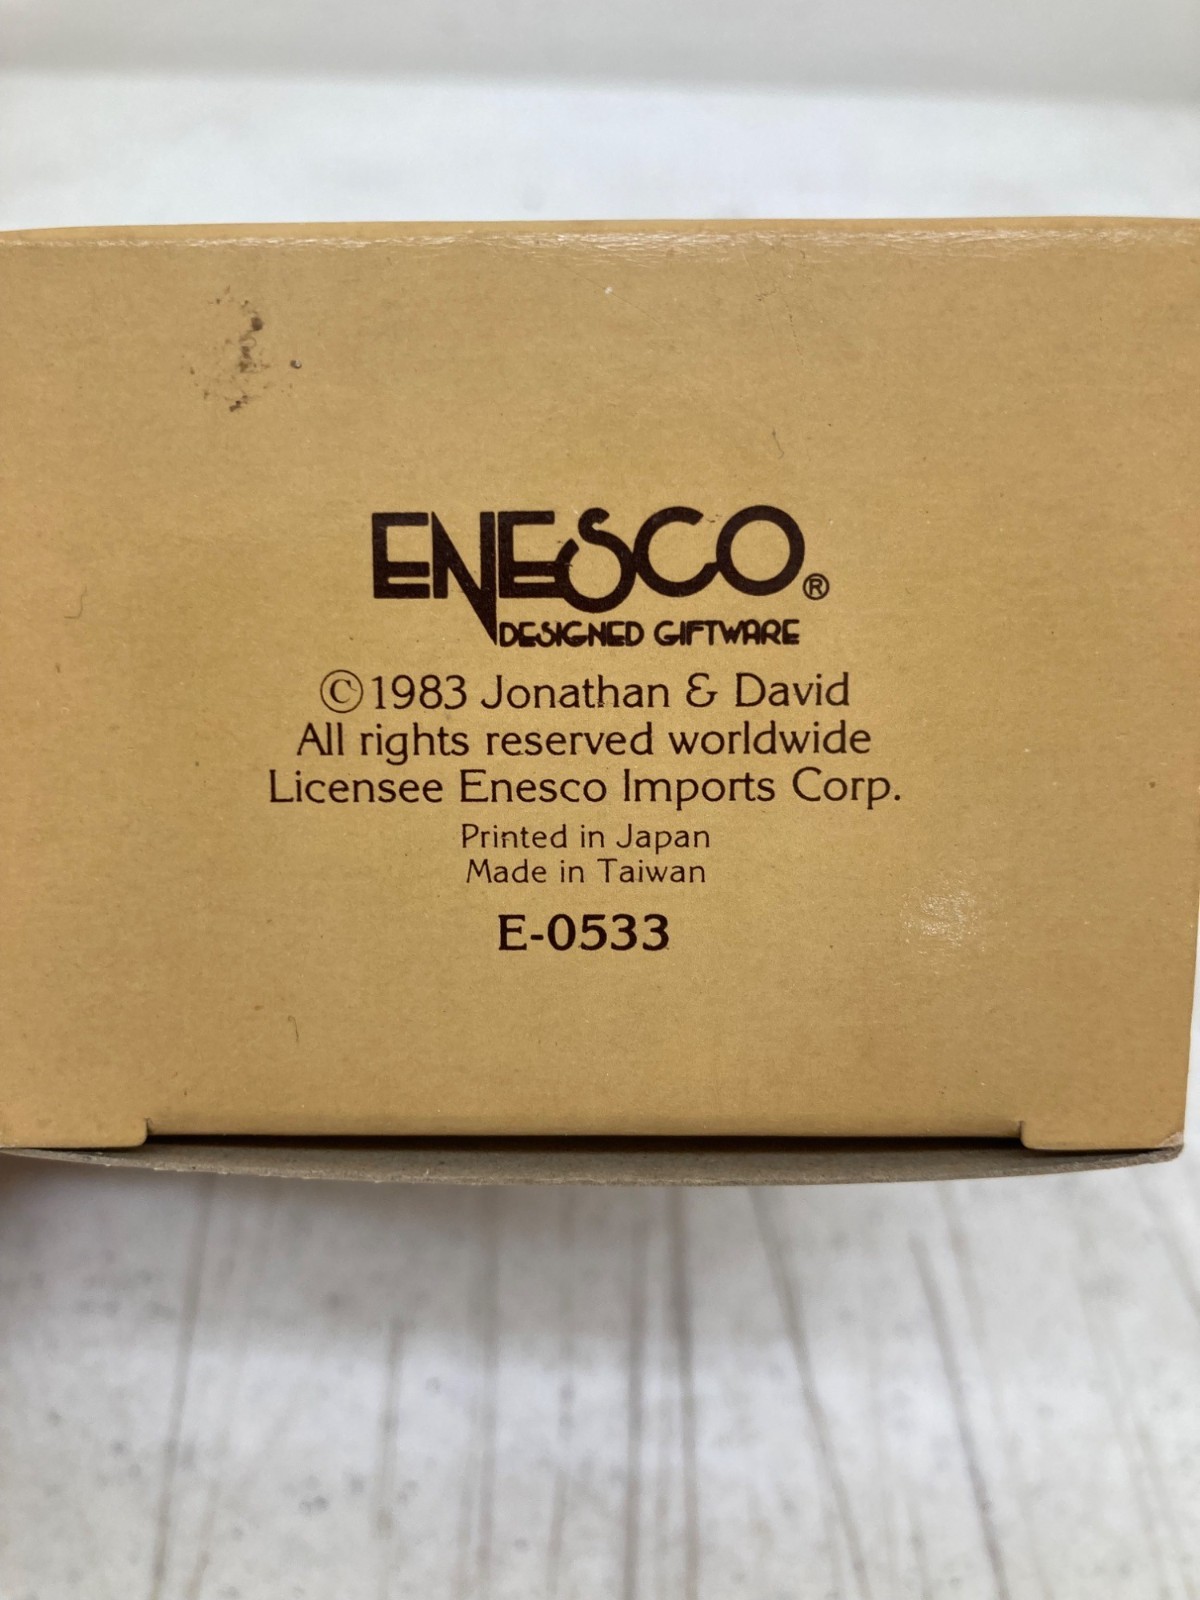 ENESCO®
DESIGNED GIFTWARE
©1983 Jonathan & David
All rights reserved worldwide
Licensee Enesco Imports Corp.
Printed in Japan
Made in Taiwan
E-0533